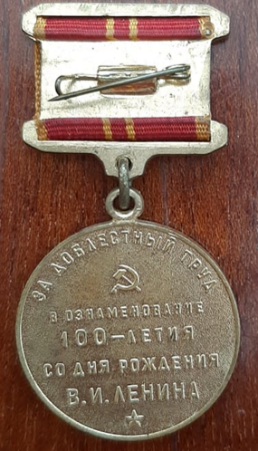 ЗА ДОБЛЕСТНЫЙ ТРУД
В ОЗНАМЕНОВАНИЕ
100-ЛЕТИЯ
СО ДНЯ РОЖДЕНИЯ
В.И.ЛЕНИНА